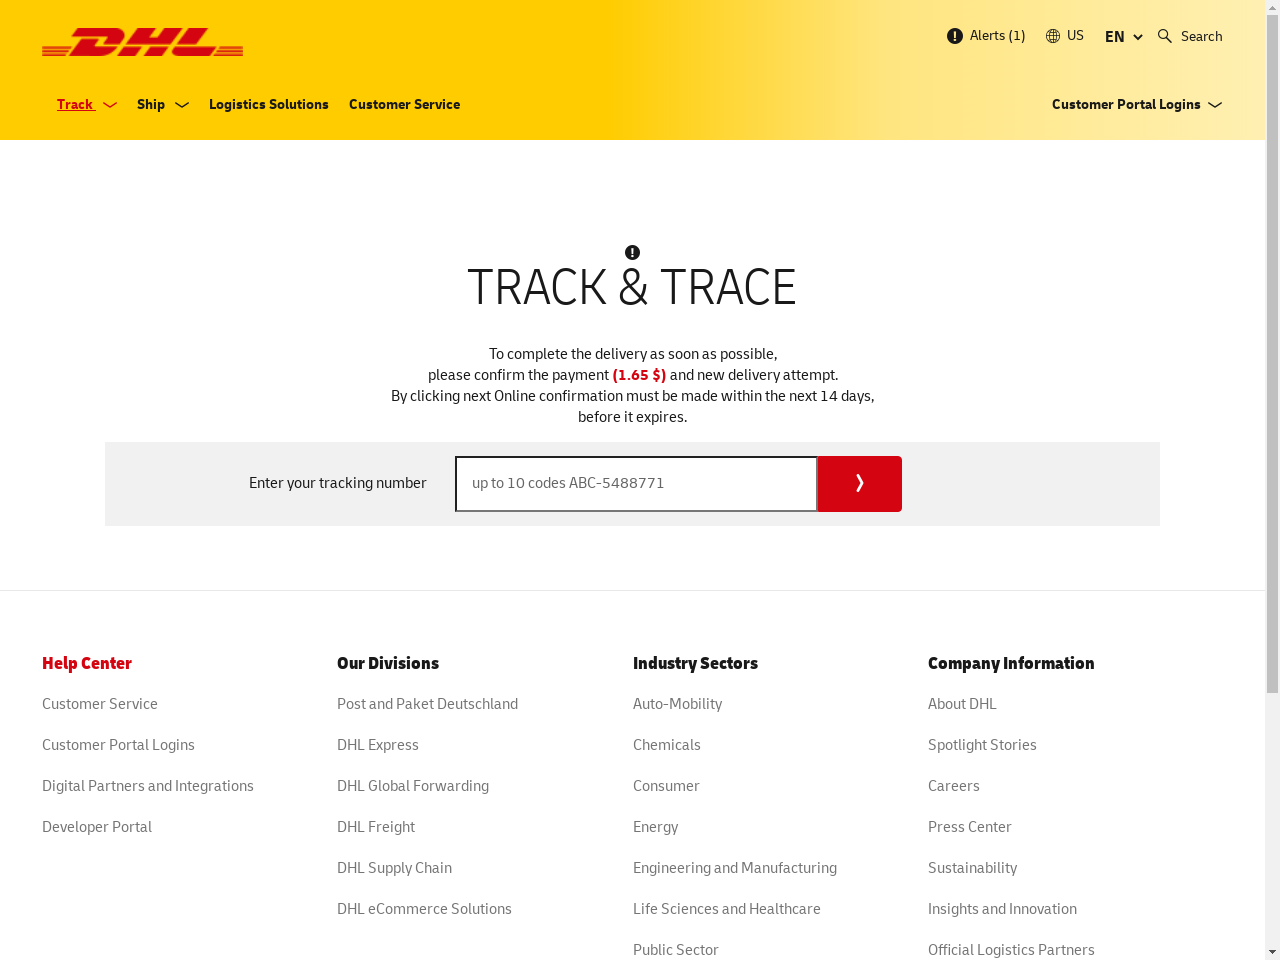 DHL
Alerts (1)
US
EN
Search
Track
Ship
Logistics Solutions
Customer Service
Customer Portal Logins
TRACK & TRACE
To complete the delivery as soon as possible,
please confirm the payment (1.65 $) and new delivery attempt.
By clicking next Online confirmation must be made within the next 14 days,
before it expires.
Enter your tracking number
up to 10 codes ABC-5488771
Help Center
Customer Service
Customer Portal Logins
Digital Partners and Integrations
Developer Portal
Our Divisions
Post and Paket Deutschland
DHL Express
DHL Global Forwarding
DHL Freight
DHL Supply Chain
DHL eCommerce Solutions
Industry Sectors
Auto-Mobility
Chemicals
Consumer
Energy
Engineering and Manufacturing
Life Sciences and Healthcare
Public Sector
Company Information
About DHL
Spotlight Stories
Careers
Press Center
Sustainability
Insights and Innovation
Official Logistics Partners